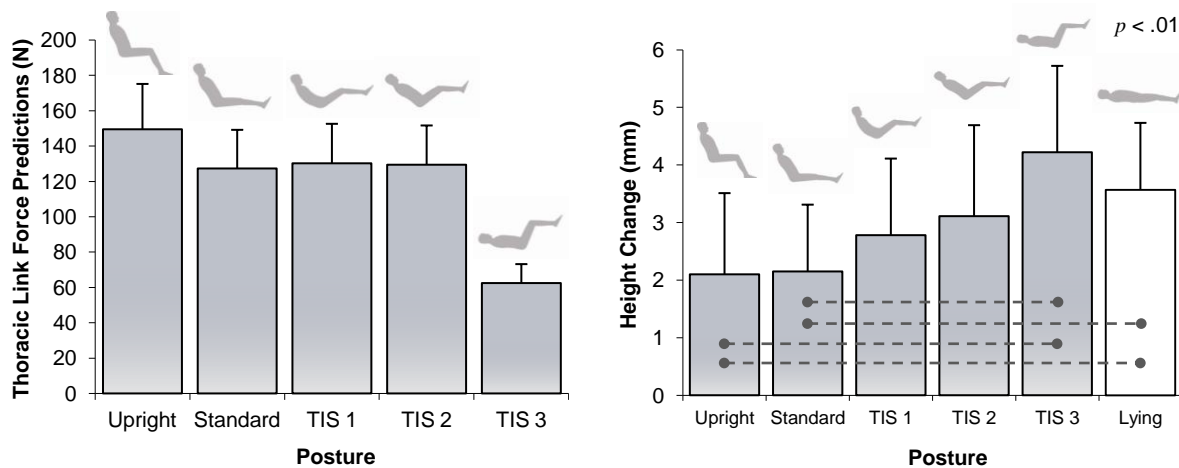 Thoracic Link Force Predictions (N)
200
180
160
140
120
100
80
60
40
20
0
Upright Standard TIS 1 TIS 2 TIS 3
Posture
p < .01
Height Change (mm)
6
5
4
3
2
1
0
Upright Standard TIS 1 TIS 2 TIS 3 Lying
Posture